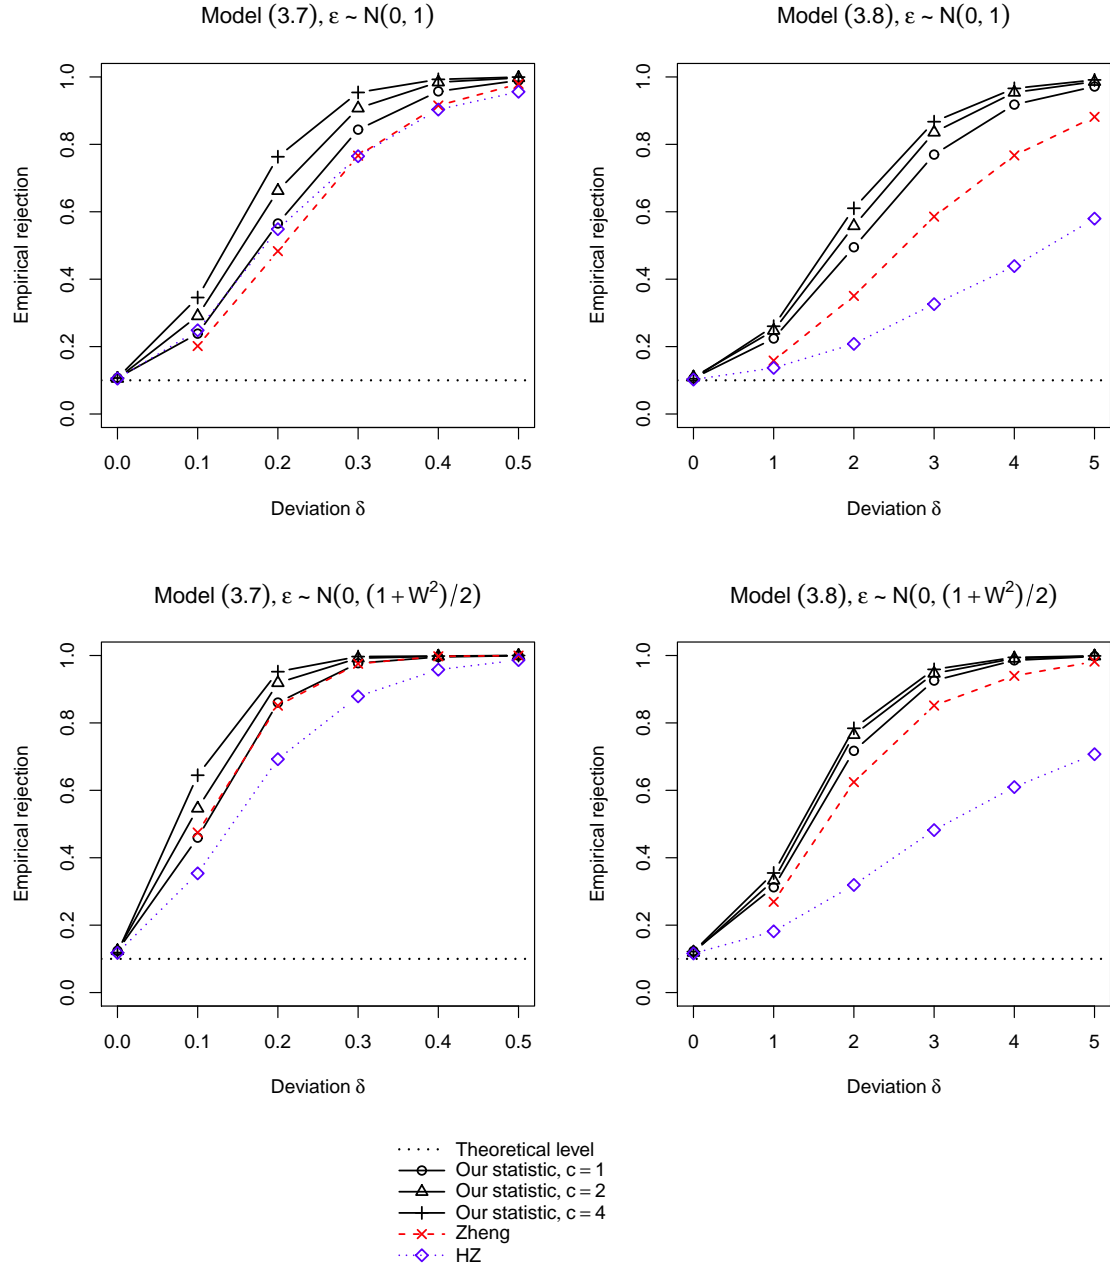 Model (3.7), ε ~ N(0, 1)
Empirical rejection
1.0
0.8
0.6
0.4
0.2
0.0
0.0 0.1 0.2 0.3 0.4 0.5
Deviation δ
Model (3.8), ε ~ N(0, 1)
Empirical rejection
1.0
0.8
0.6
0.4
0.2
0.0
0 1 2 3 4 5
Deviation δ
Model (3.7), ε ~ N(0, (1 + W²)/2)
Empirical rejection
1.0
0.8
0.6
0.4
0.2
0.0
0.0 0.1 0.2 0.3 0.4 0.5
Deviation δ
Model (3.8), ε ~ N(0, (1 + W²)/2)
Empirical rejection
1.0
0.8
0.6
0.4
0.2
0.0
0 1 2 3 4 5
Deviation δ
Theoretical level
Our statistic, c = 1
Our statistic, c = 2
Our statistic, c = 4
Zheng
HZ